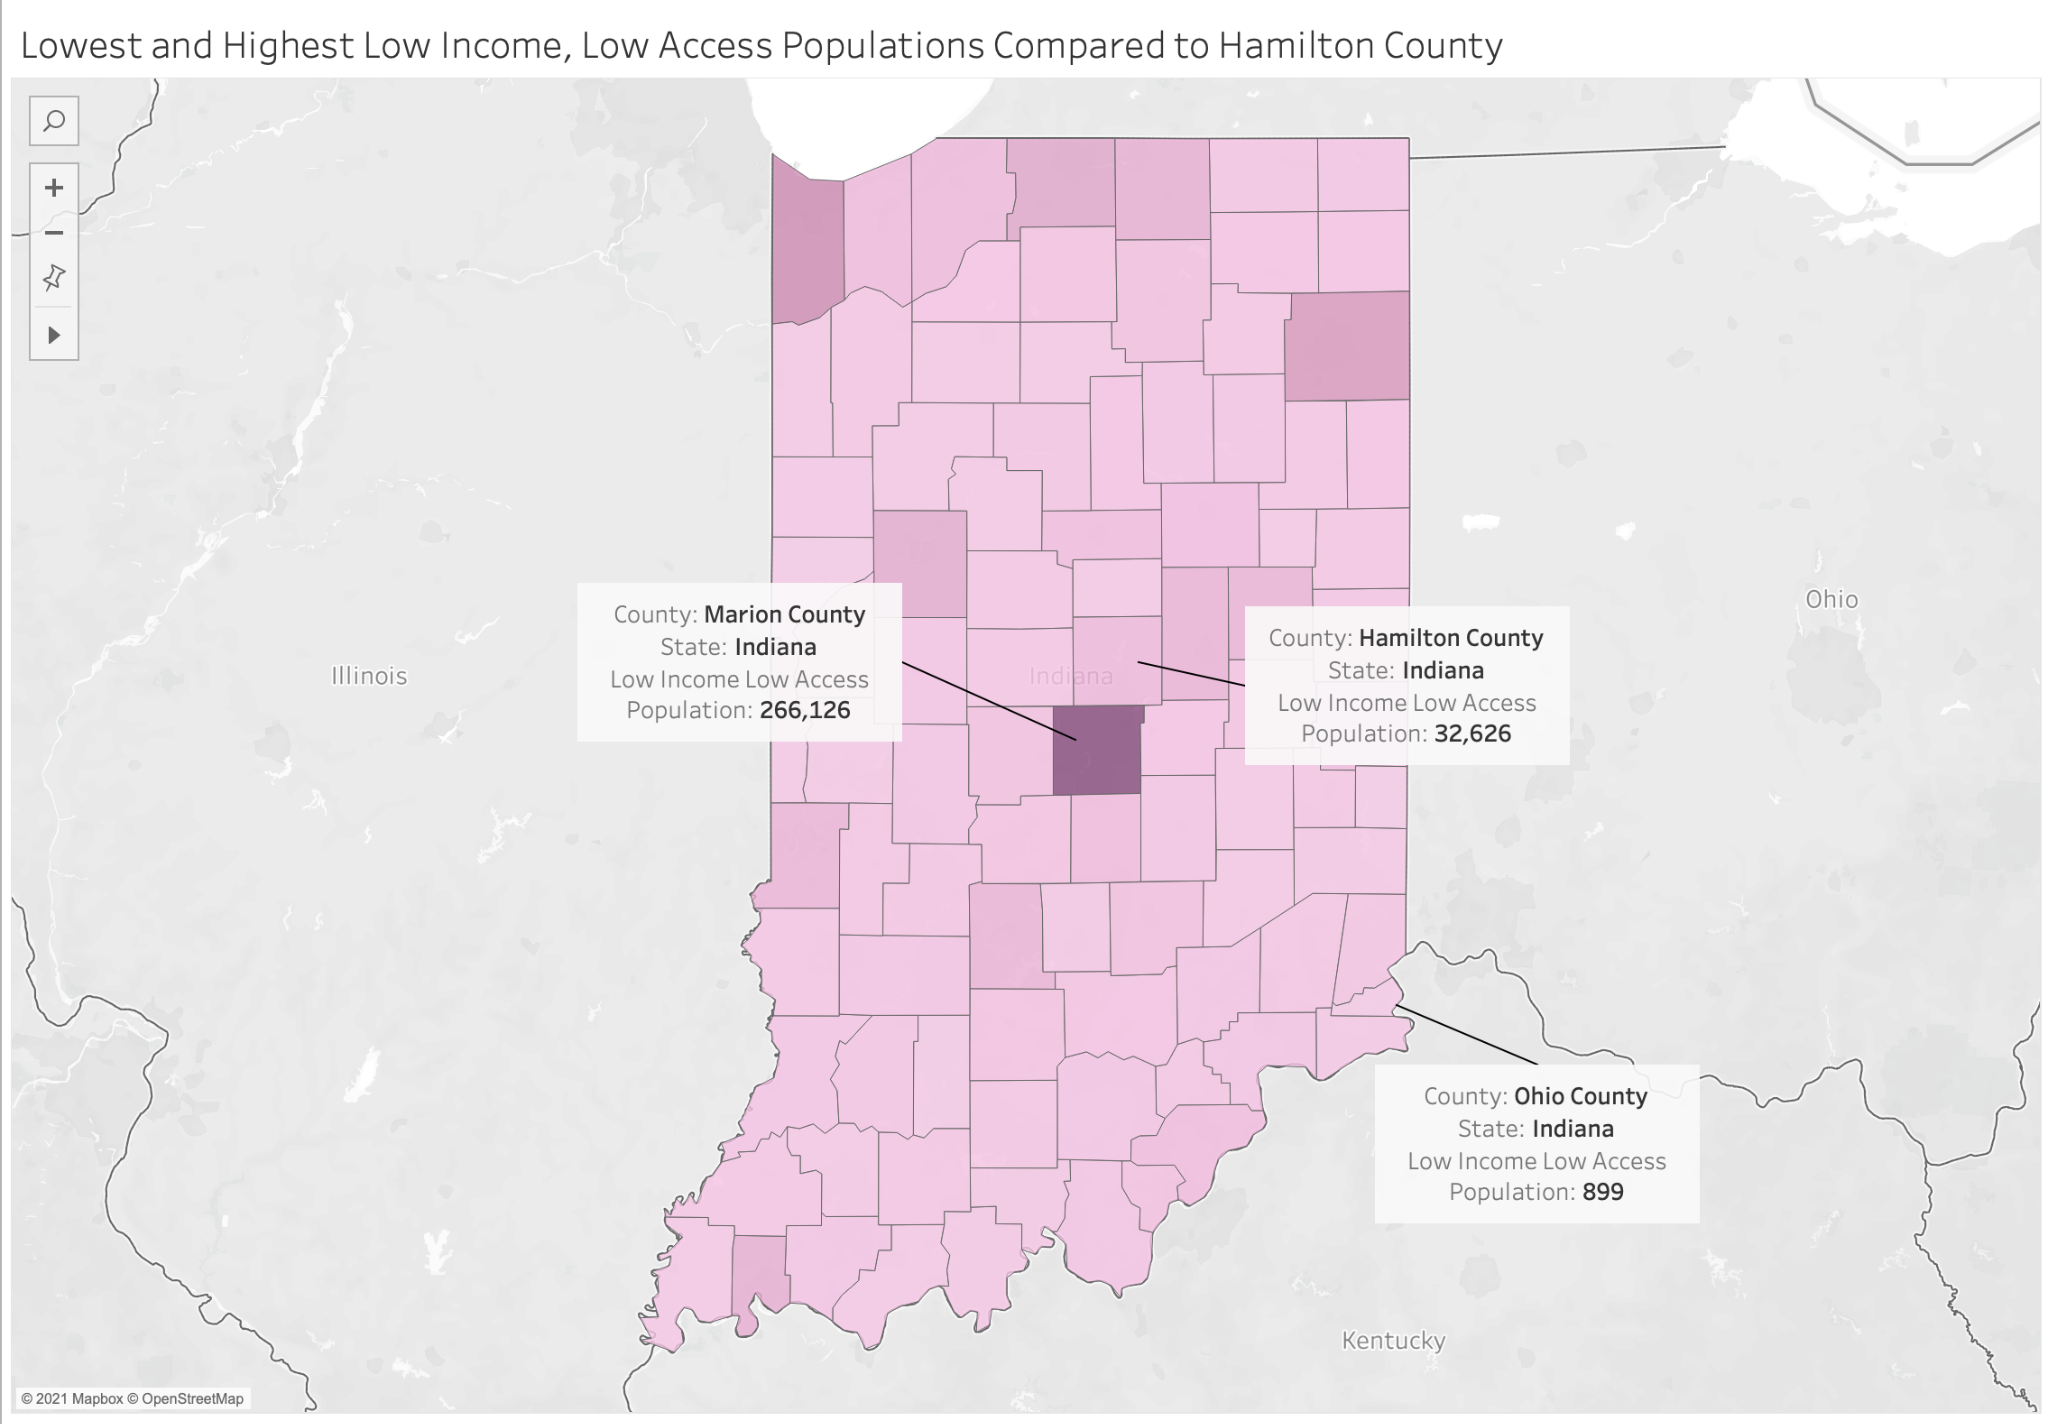 Lowest and Highest Low Income, Low Access Populations Compared to Hamilton County
County: Marion County
State: Indiana
Low Income Low Access
Population: 266,126
County: Hamilton County
State: Indiana
Low Income Low Access
Population: 32,626
Illinois
Indiana
Ohio
County: Ohio County
State: Indiana
Low Income Low Access
Population: 899
Kentucky
© 2021 Mapbox © OpenStreetMap